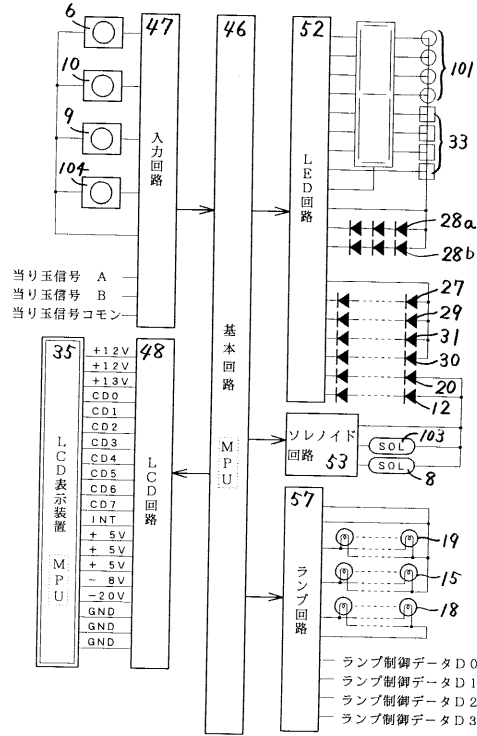 6
47
46
52
10
101
9
33
104
入力回路
LED回路
28a
28b
当り玉信号 A
当り玉信号 B
当り玉信号コモン
27
29
31
30
20
12
基本回路
MPU
35
48
+12V
+12V
+13V
CD0
CD1
CD2
CD3
CD4
CD5
CD6
CD7
INT
+ 5V
+ 5V
+ 5V
- 8V
-20V
GND
GND
GND
LCD表示装置
MPU
LCD回路
ソレノイド
回路 53
SOL
103
SOL
8
57
ランプ回路
19
15
18
ランプ制御データD0
ランプ制御データD1
ランプ制御データD2
ランプ制御データD3